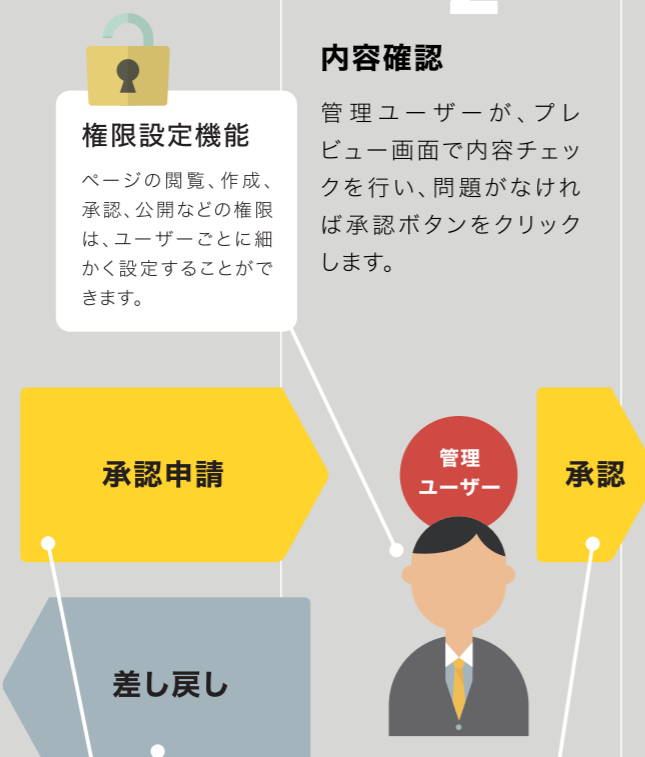 権限設定機能
ページの閲覧、作成、
承認、公開などの権限
は、ユーザーごとに細
かく設定することがで
きます。
内容確認
管理ユーザーが、プレ
ビュー画面で内容チェッ
クを行い、問題がなけれ
ば承認ボタンをクリック
します。
承認申請
管理
ユーザー
承認
差し戻し